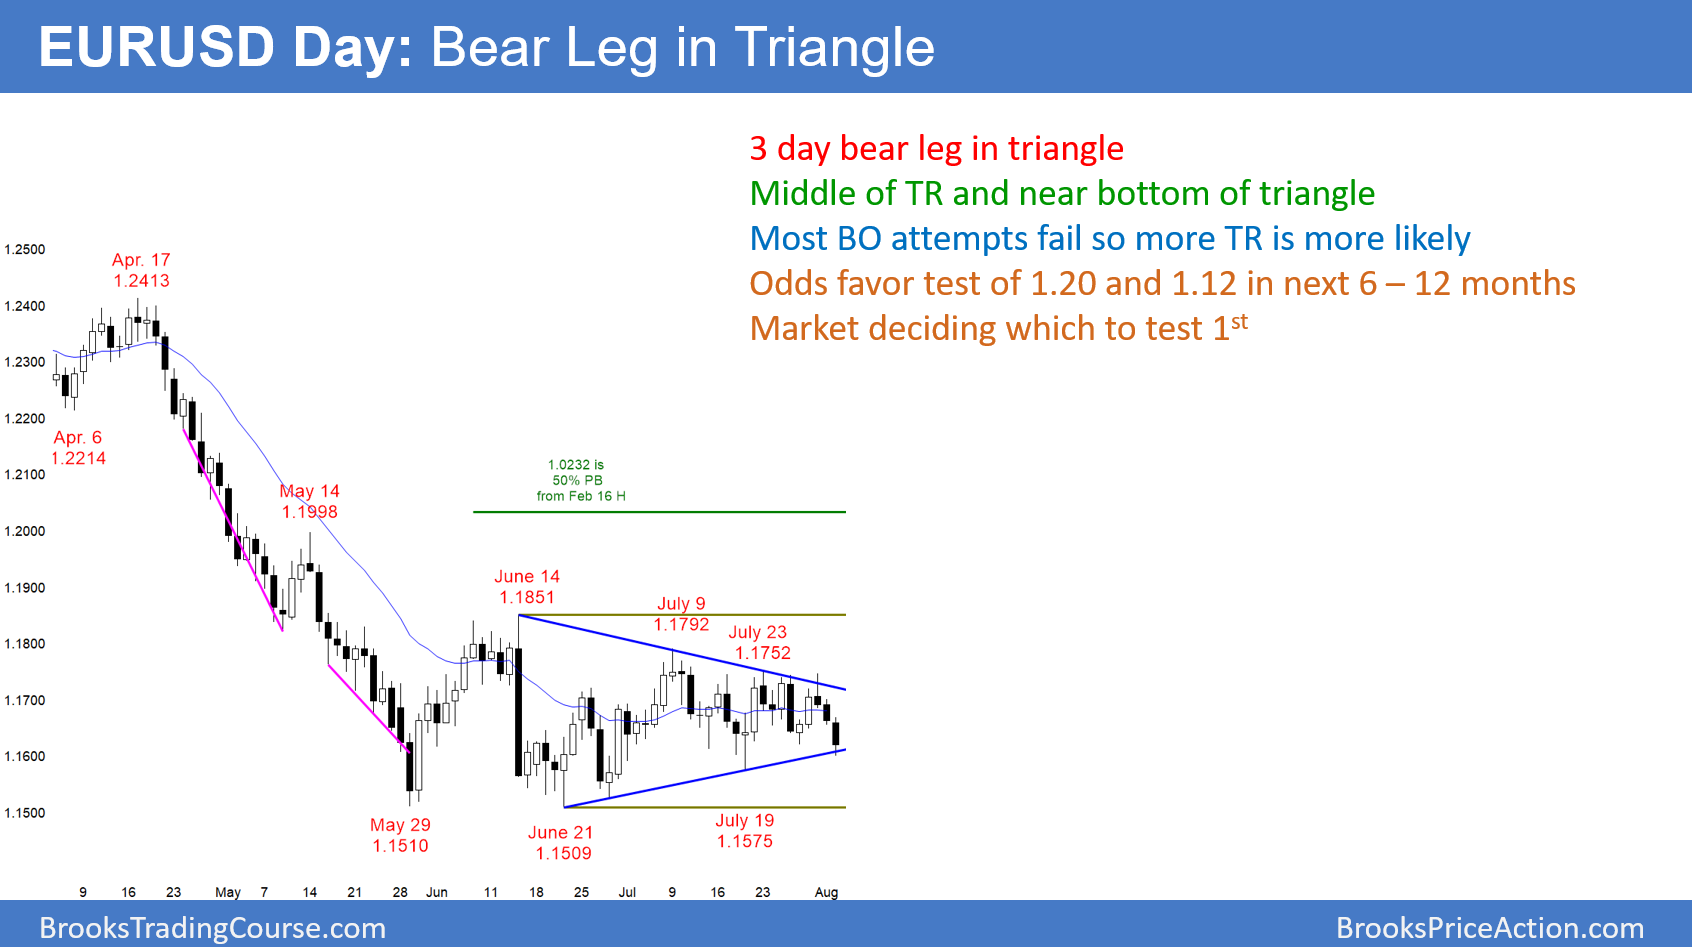 EURUSD Day: Bear Leg in Triangle
3 day bear leg in triangle
Middle of TR and near bottom of triangle
Most BO attempts fail so more TR is more likely
Odds favor test of 1.20 and 1.12 in next 6 – 12 months
Market deciding which to test 1st
1.2500
1.2400
1.2300
1.2200
1.2100
1.2000
1.1900
1.1800
1.1700
1.1600
1.1500
Apr. 17
1.2413
Apr. 6
1.2214
May 14
1.1998
1.0232 is
50% PB
from Feb 16 H
June 14
1.1851
July 9
1.1792
July 23
1.1752
May 29
1.1510
June 21
1.1509
July 19
1.1575
9 16 23 May 7 14 21 28 Jun 11 18 25 Jul 9 16 23 Aug
BrooksTradingCourse.com
BrooksPriceAction.com